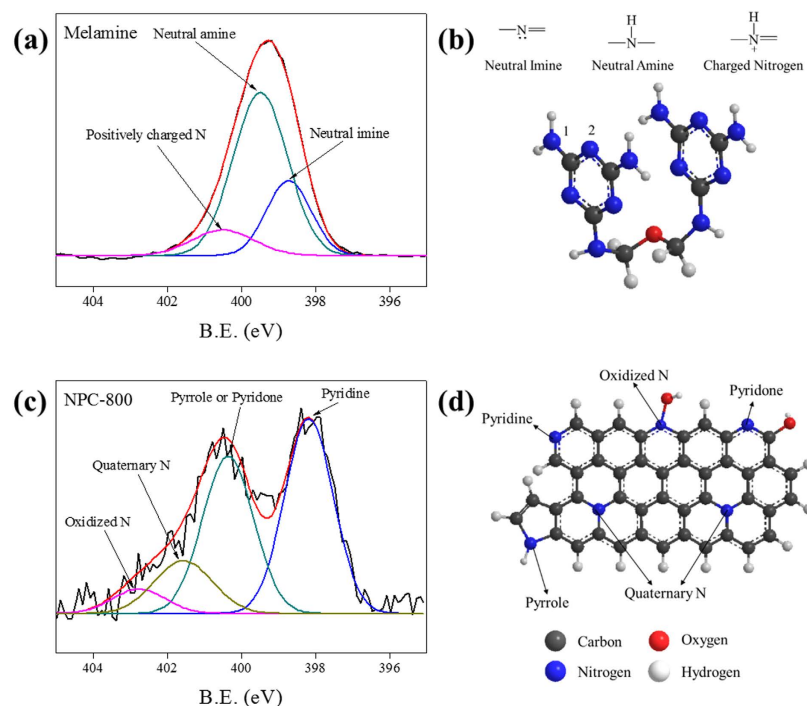 (a)
Melamine
Neutral amine
Positively charged N
Neutral imine
404 402 400 398 396
B.E. (eV)
(b)
N
H
N
H
N
+
Neutral Imine Neutral Amine Charged Nitrogen
1 2
(c)
NPC-800
Pyrrole or Pyridone
Pyridine
Quaternary N
Oxidized N
404 402 400 398 396
B.E. (eV)
(d)
Oxidized N
Pyridone
Pyridine
Quaternary N
Pyrrole
Carbon Oxygen
Nitrogen Hydrogen